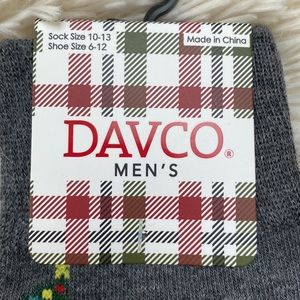 Sock Size 10-13
Shoe Size 6-12
Made in China
DAVCO®
MEN'S